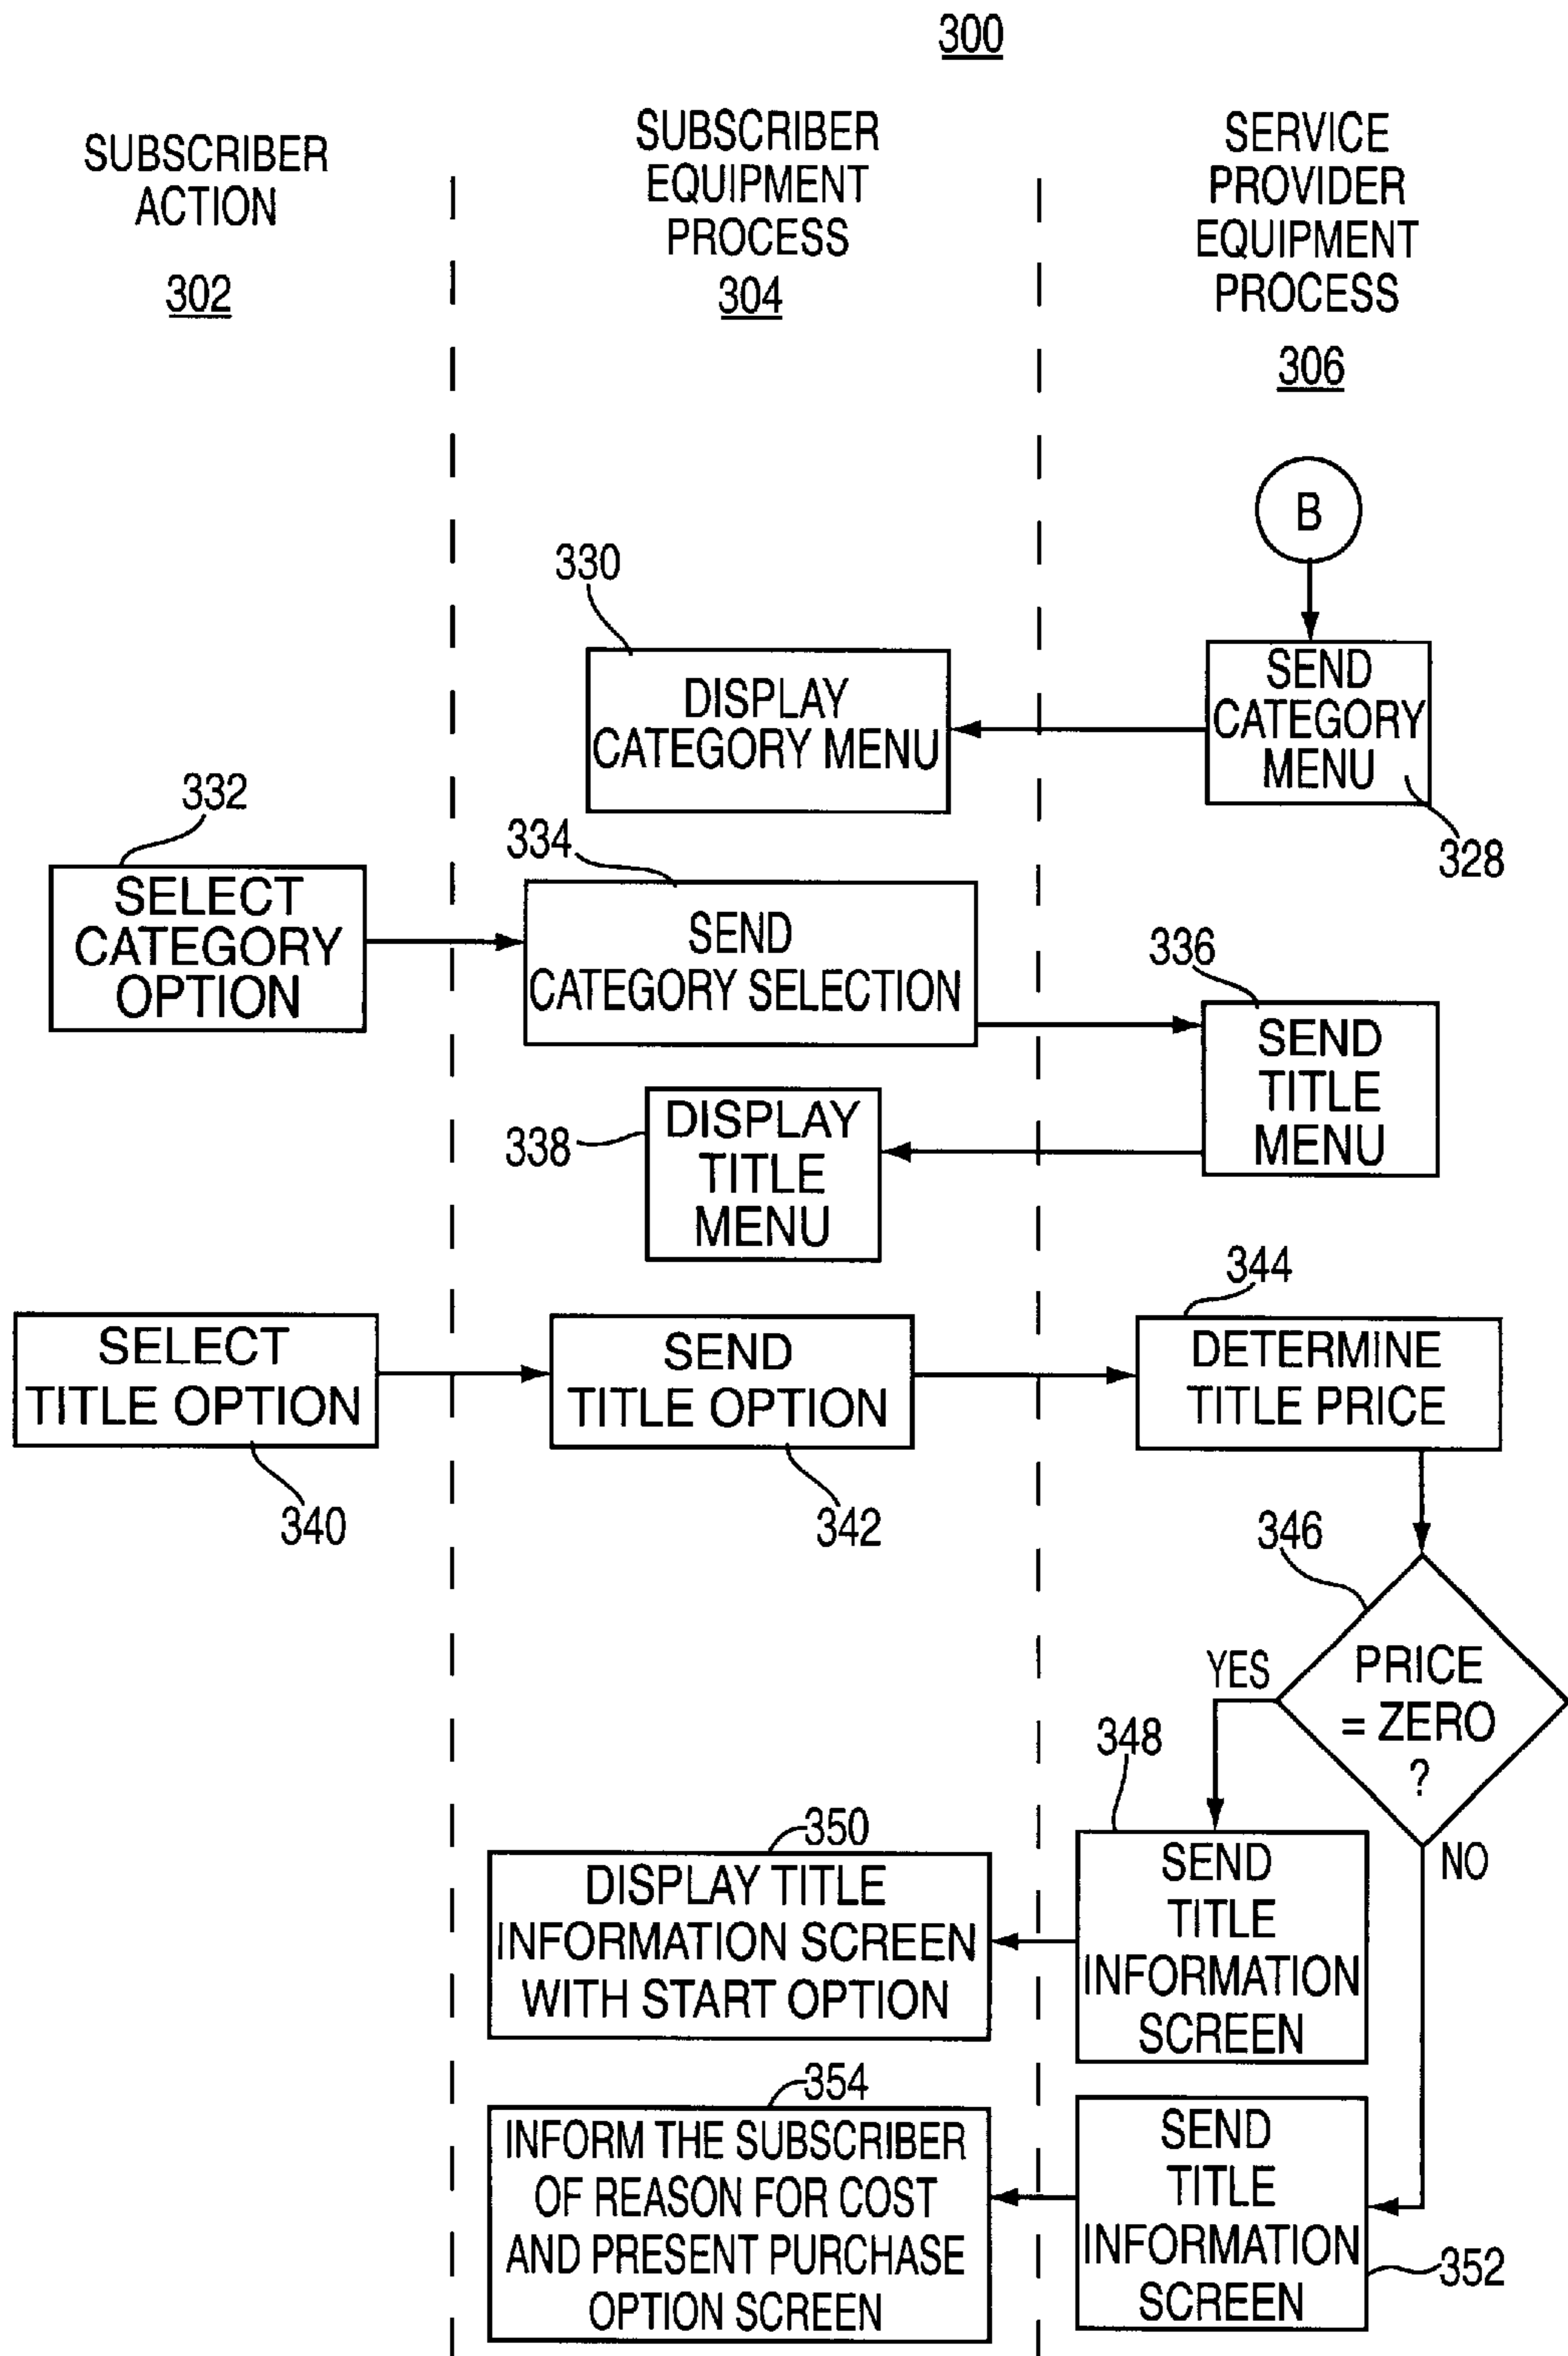 300
SUBSCRIBER
ACTION
302
SUBSCRIBER
EQUIPMENT
PROCESS
304
SERVICE
PROVIDER
EQUIPMENT
PROCESS
306
B
330
DISPLAY
CATEGORY MENU
SEND
CATEGORY
MENU
328
332
SELECT
CATEGORY
OPTION
334
SEND
CATEGORY SELECTION
336
SEND
TITLE
MENU
338
DISPLAY
TITLE
MENU
SELECT
TITLE OPTION
340
SEND
TITLE OPTION
342
344
DETERMINE
TITLE PRICE
346
PRICE
= ZERO
?
YES
NO
348
SEND
TITLE
INFORMATION
SCREEN
350
DISPLAY TITLE
INFORMATION SCREEN
WITH START OPTION
354
INFORM THE SUBSCRIBER
OF REASON FOR COST
AND PRESENT PURCHASE
OPTION SCREEN
SEND
TITLE
INFORMATION
SCREEN
352